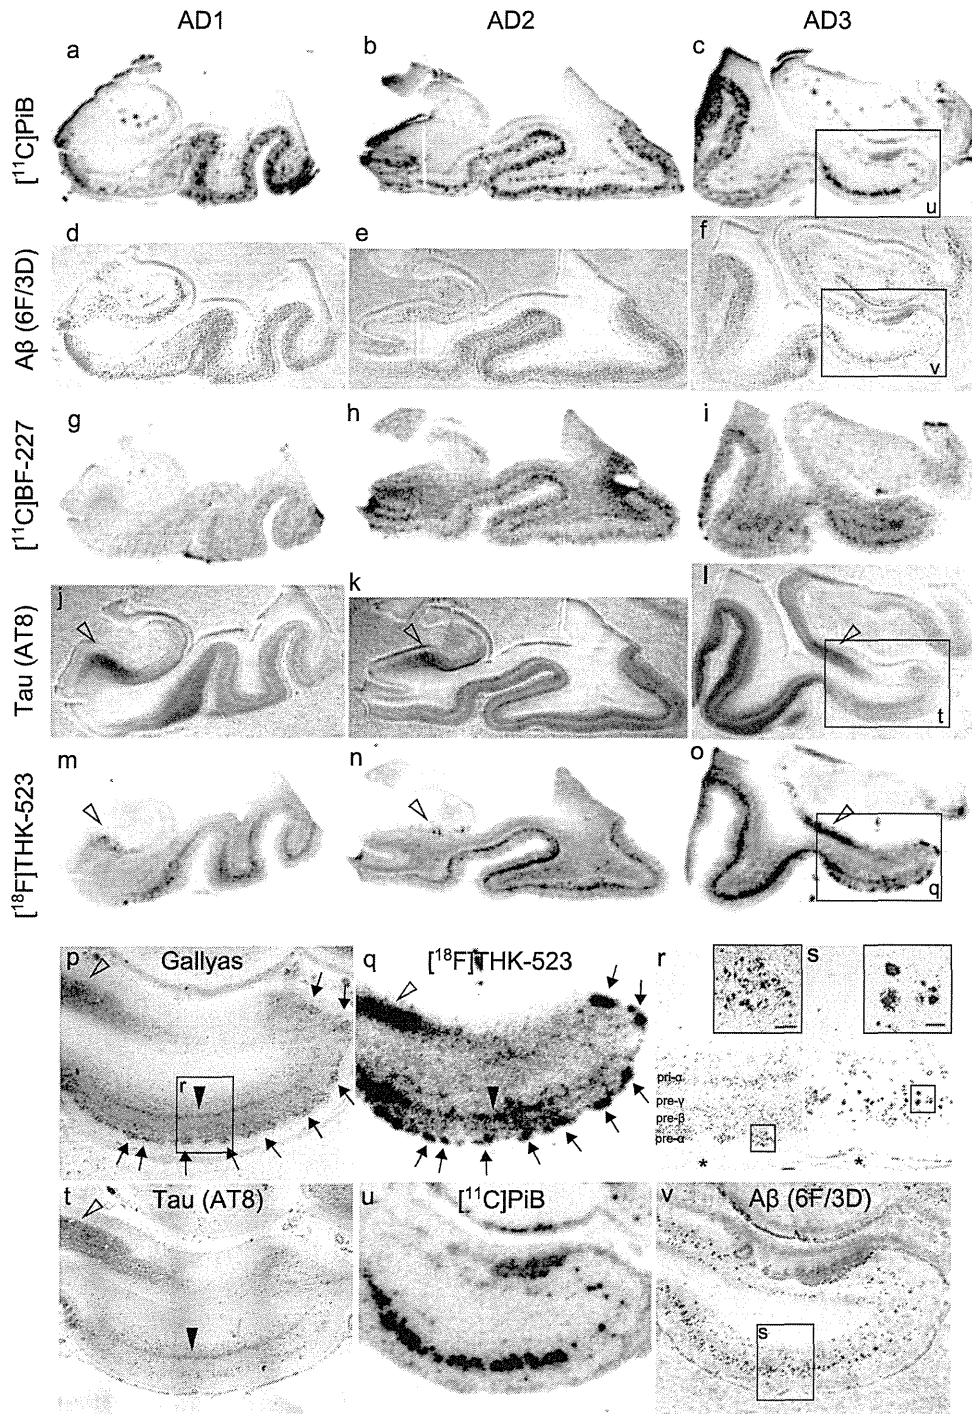 AD1 AD2 AD3
a b c
[¹¹C]PiB
u
d e f
Aβ (6F/3D)
v
g h i
[¹¹C]BF-227
j k l
Tau (AT8)
t
m n o
[¹⁸F]THK-523
q
p Gallyas q [¹⁸F]THK-523 r s
r
pri-α
pre-γ
pre-β
pre-α
* *
t Tau (AT8) u [¹¹C]PiB v Aβ (6F/3D)
s